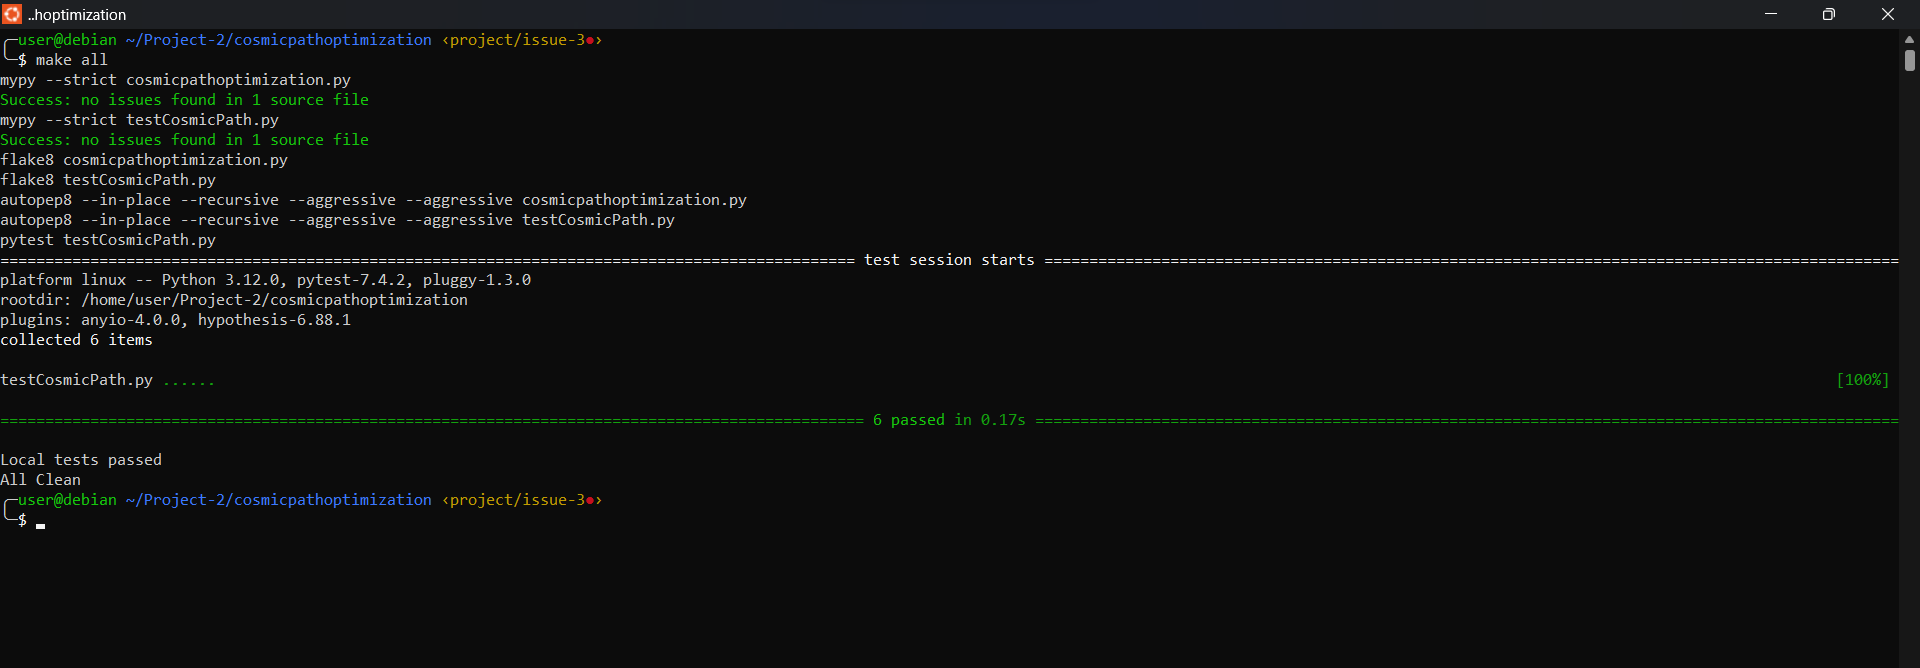 ..hoptimization
╭─user@debian ~/Project-2/cosmicpathoptimization ‹project/issue-3●›
╰─$ make all
mypy --strict cosmicpathoptimization.py
Success: no issues found in 1 source file
mypy --strict testCosmicPath.py
Success: no issues found in 1 source file
flake8 cosmicpathoptimization.py
flake8 testCosmicPath.py
autopep8 --in-place --recursive --aggressive --aggressive cosmicpathoptimization.py
autopep8 --in-place --recursive --aggressive --aggressive testCosmicPath.py
pytest testCosmicPath.py
=============================================================================================== test session starts ===============================================================================================
platform linux -- Python 3.12.0, pytest-7.4.2, pluggy-1.3.0
rootdir: /home/user/Project-2/cosmicpathoptimization
plugins: anyio-4.0.0, hypothesis-6.88.1
collected 6 items
testCosmicPath.py ...... [100%]
================================================================================================ 6 passed in 0.17s ================================================================================================
Local tests passed
All Clean
╭─user@debian ~/Project-2/cosmicpathoptimization ‹project/issue-3●›
╰─$